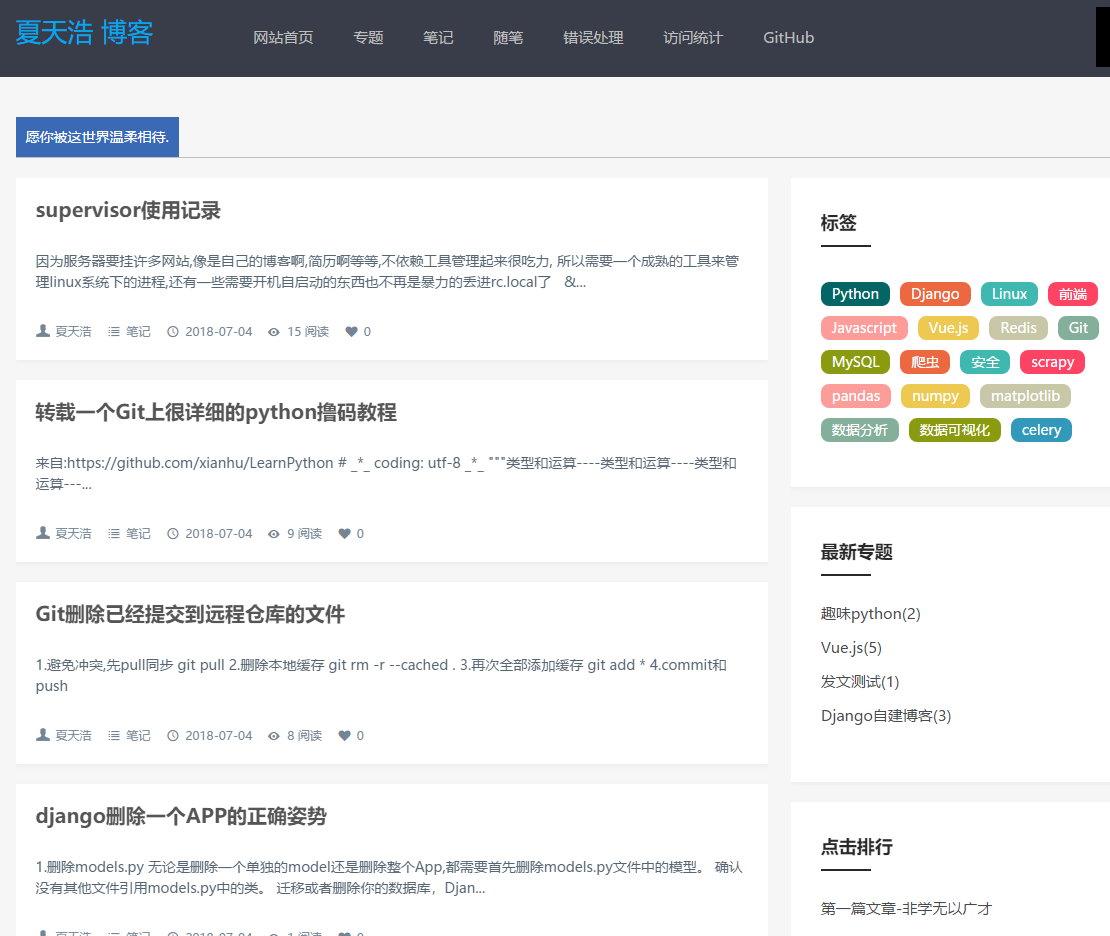 夏天浩 博客
网站首页 专题 笔记 随笔 错误处理 访问统计 GitHub
愿你被这世界温柔相待.
supervisor使用记录
因为服务器要挂许多网站,像是自己的博客啊,简历啊等等,不依赖工具管理起来很吃力, 所以需要一个成熟的工具来管
理linux系统下的进程,还有一些需要开机自启动的东西也不再是暴力的丢进rc.local了 &...
夏天浩 笔记 2018-07-04 15 阅读 0
转载一个Git上很详细的python撸码教程
来自:https://github.com/xianhu/LearnPython # _*_ coding: utf-8 _*_ """类型和运算----类型和运算----类型和
运算---...
夏天浩 笔记 2018-07-04 9 阅读 0
Git删除已经提交到远程仓库的文件
1.避免冲突,先pull同步 git pull 2.删除本地缓存 git rm -r --cached . 3.再次全部添加缓存 git add * 4.commit和
push
夏天浩 笔记 2018-07-04 8 阅读 0
django删除一个APP的正确姿势
1.删除models.py 无论是删除一个单独的model还是删除整个App,都需要首先删除models.py文件中的模型。 确认
没有其他文件引用models.py中的类。 迁移或者删除你的数据库，Djan...
夏天浩 笔记 2018-07-04 1 阅读 0
标签
Python Django Linux 前端
Javascript Vue.js Redis Git
MySQL 爬虫 安全 scrapy
pandas numpy matplotlib
数据分析 数据可视化 celery
最新专题
趣味python(2)
Vue.js(5)
发文测试(1)
Django自建博客(3)
点击排行
第一篇文章-非学无以广才